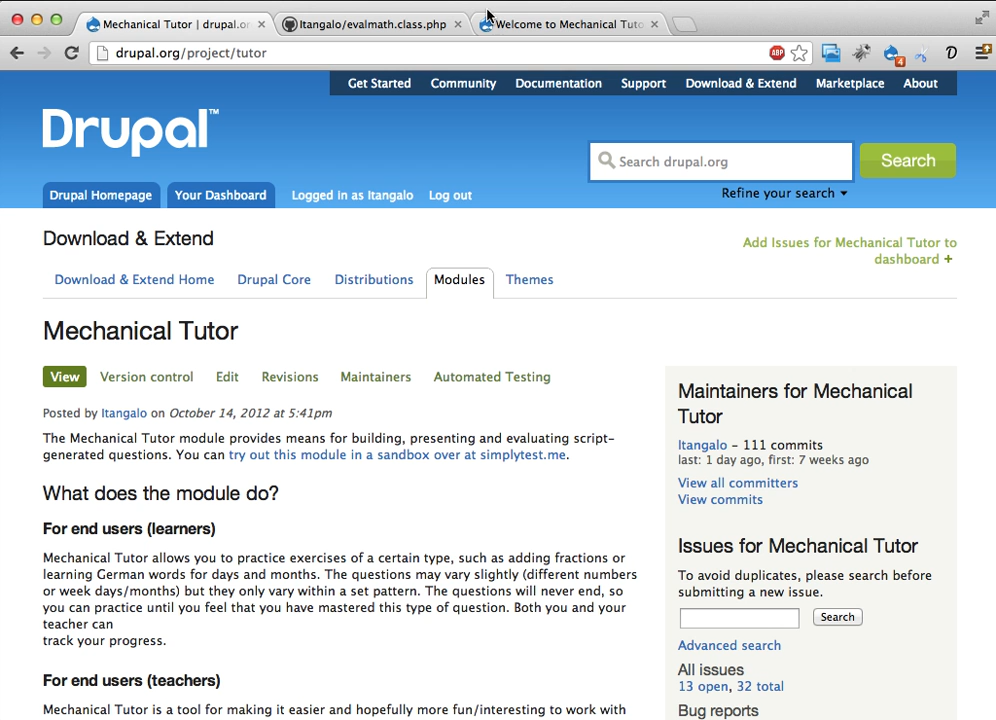 Mechanical Tutor | drupal.or
Itangalo/evalmath.class.php
Welcome to Mechanical Tuto
drupal.org/project/tutor
ABP
4
D
Get Started Community Documentation Support Download & Extend Marketplace About
Drupal™
Search drupal.org
Search
Refine your search
Drupal Homepage Your Dashboard Logged in as Itangalo Log out
Download & Extend
Add Issues for Mechanical Tutor to
dashboard +
Download & Extend Home Drupal Core Distributions Modules Themes
Mechanical Tutor
View Version control Edit Revisions Maintainers Automated Testing
Posted by Itangalo on October 14, 2012 at 5:41pm
The Mechanical Tutor module provides means for building, presenting and evaluating script-
generated questions. You can try out this module in a sandbox over at simplytest.me.
What does the module do?
For end users (learners)
Mechanical Tutor allows you to practice exercises of a certain type, such as adding fractions or
learning German words for days and months. The questions may vary slightly (different numbers
or week days/months) but they only vary within a set pattern. The questions will never end, so
you can practice until you feel that you have mastered this type of question. Both you and your
teacher can
track your progress.
For end users (teachers)
Mechanical Tutor is a tool for making it easier and hopefully more fun/interesting to work with
Maintainers for Mechanical
Tutor
Itangalo – 111 commits
last: 1 day ago, first: 7 weeks ago
View all committers
View commits
Issues for Mechanical Tutor
To avoid duplicates, please search before
submitting a new issue.
Search
Advanced search
All issues
13 open, 32 total
Bug reports